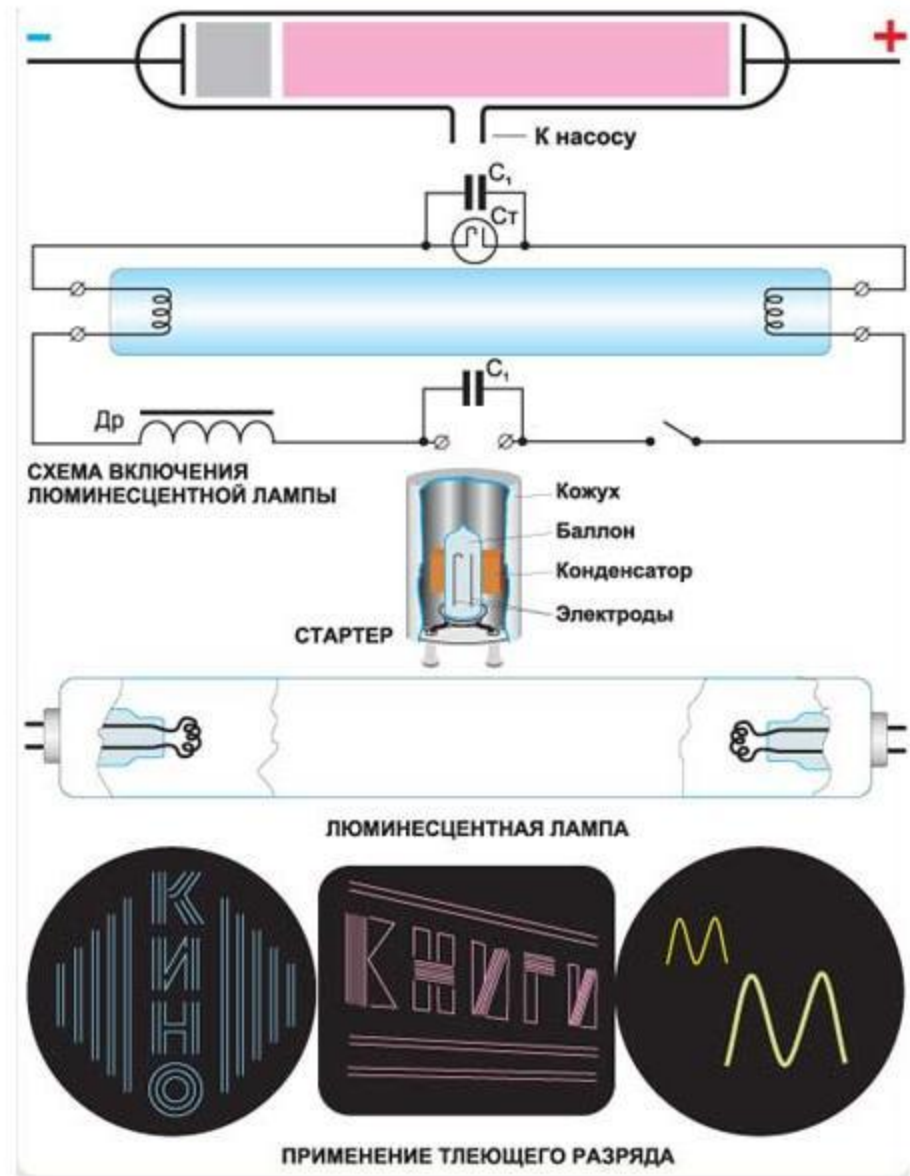 - +
К насосу
C₁
Ст
C₁
Др
СХЕМА ВКЛЮЧЕНИЯ
ЛЮМИНЕСЦЕНТНОЙ ЛАМПЫ
Кожух
Баллон
Конденсатор
Электроды
СТАРТЕР
ЛЮМИНЕСЦЕНТНАЯ ЛАМПА
КИНО
КНИГИ
М
М
ПРИМЕНЕНИЕ ТЛЕЮЩЕГО РАЗРЯДА